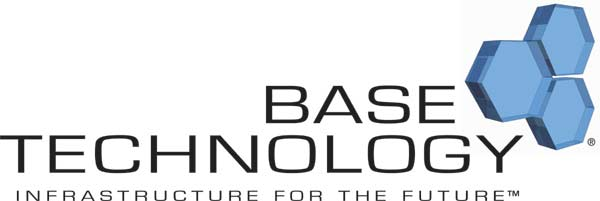 BASE
TECHNOLOGY®
INFRASTRUCTURE FOR THE FUTURE™